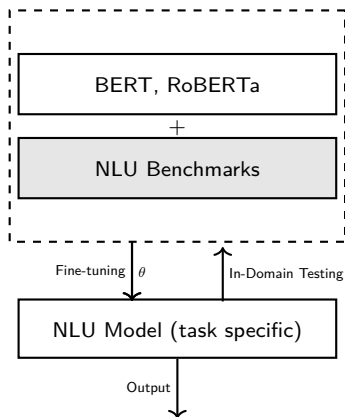 BERT, RoBERTa
+
NLU Benchmarks
Fine-tuning θ
In-Domain Testing
NLU Model (task specific)
Output